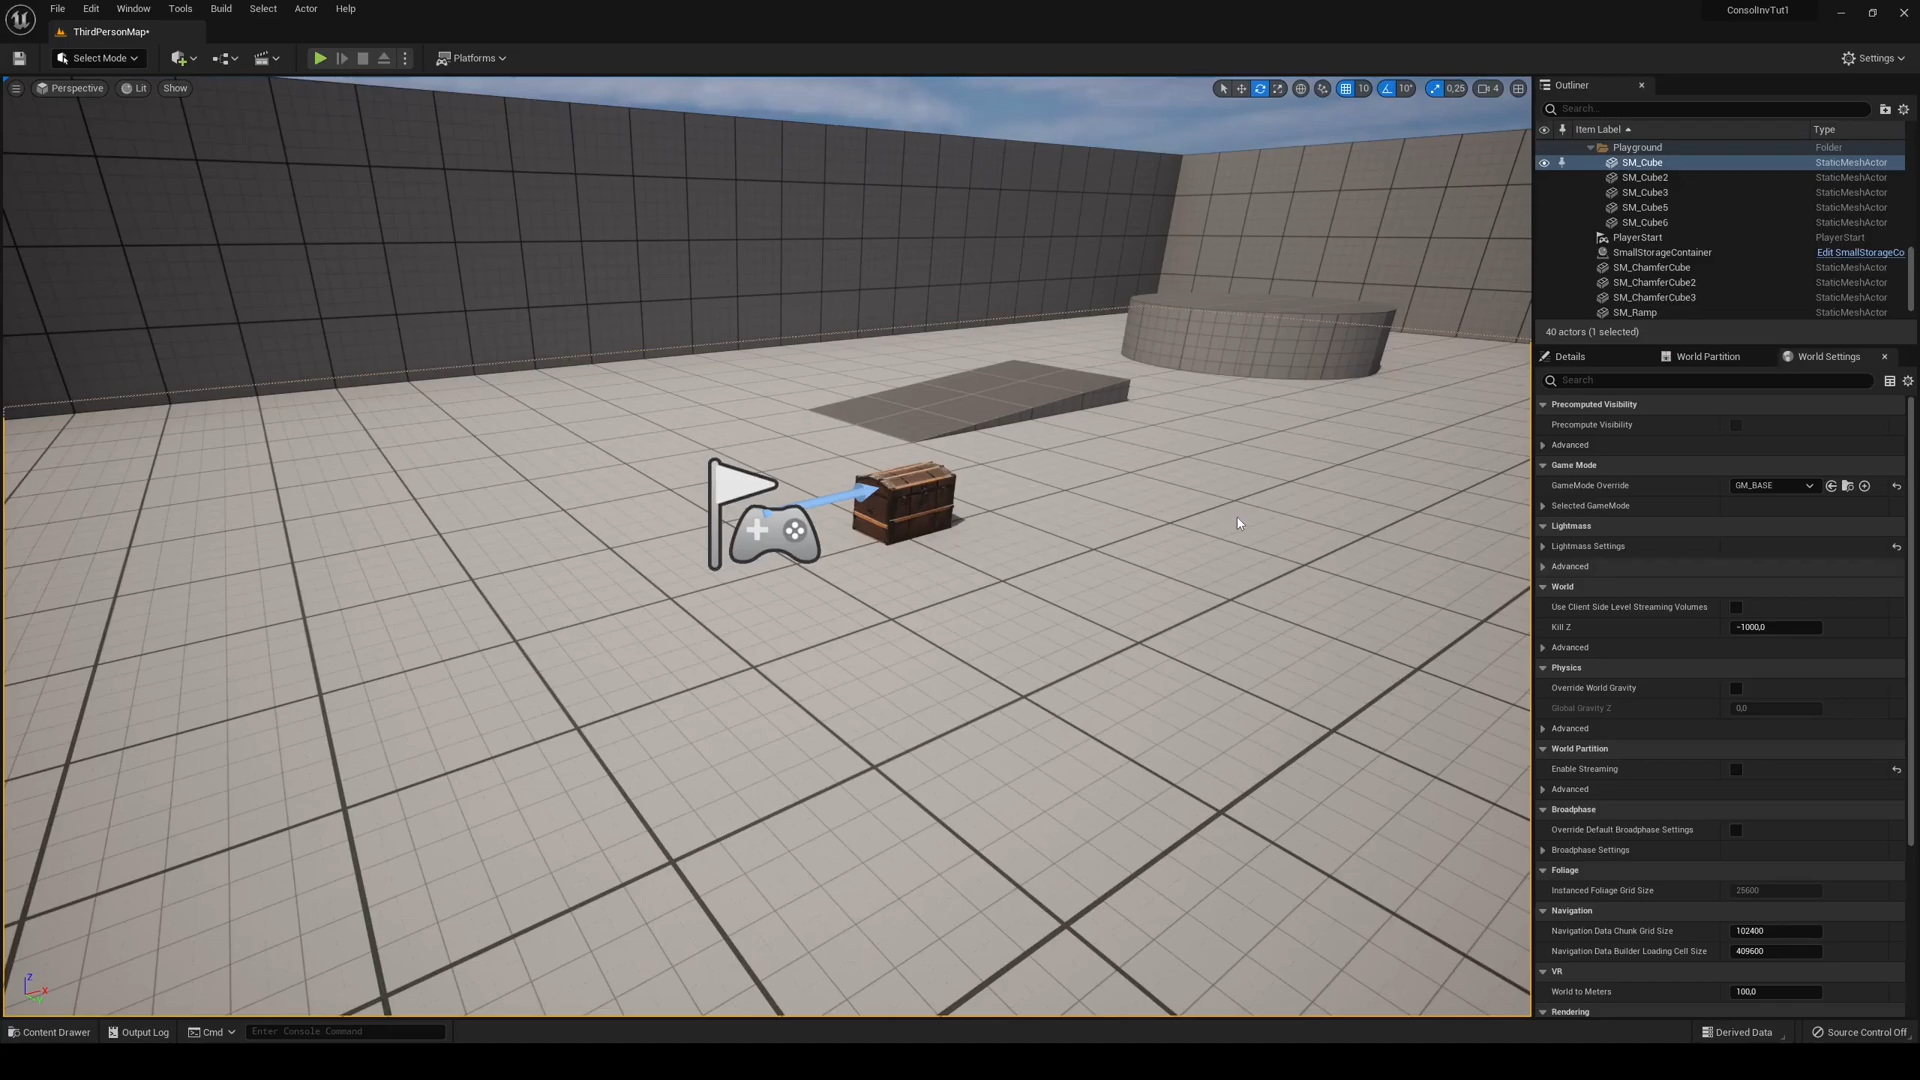 File Edit Window Tools Build Select Actor Help
ConsolInvTut1
ThirdPersonMap*
Select Mode
Platforms
Settings
Perspective Lit Show
10 10° 0,25 4
Outliner
Search...
Item Label Type
Playground Folder
SM_Cube StaticMeshActor
SM_Cube2 StaticMeshActor
SM_Cube3 StaticMeshActor
SM_Cube5 StaticMeshActor
SM_Cube6 StaticMeshActor
PlayerStart PlayerStart
SmallStorageContainer Edit SmallStorageCo
SM_ChamferCube StaticMeshActor
SM_ChamferCube2 StaticMeshActor
SM_ChamferCube3 StaticMeshActor
SM_Ramp StaticMeshActor
40 actors (1 selected)
Details World Partition World Settings
Search
Precomputed Visibility
Precompute Visibility
Advanced
Game Mode
GameMode Override GM_BASE
Selected GameMode
Lightmass
Lightmass Settings
Advanced
World
Use Client Side Level Streaming Volumes
Kill Z -1000,0
Advanced
Physics
Override World Gravity
Global Gravity Z 0,0
Advanced
World Partition
Enable Streaming
Advanced
Broadphase
Override Default Broadphase Settings
Broadphase Settings
Foliage
Instanced Foliage Grid Size 25600
Navigation
Navigation Data Chunk Grid Size 102400
Navigation Data Builder Loading Cell Size 409600
VR
World to Meters 100,0
Rendering
Z
X
Y
Content Drawer Output Log Cmd Enter Console Command Derived Data Source Control Off